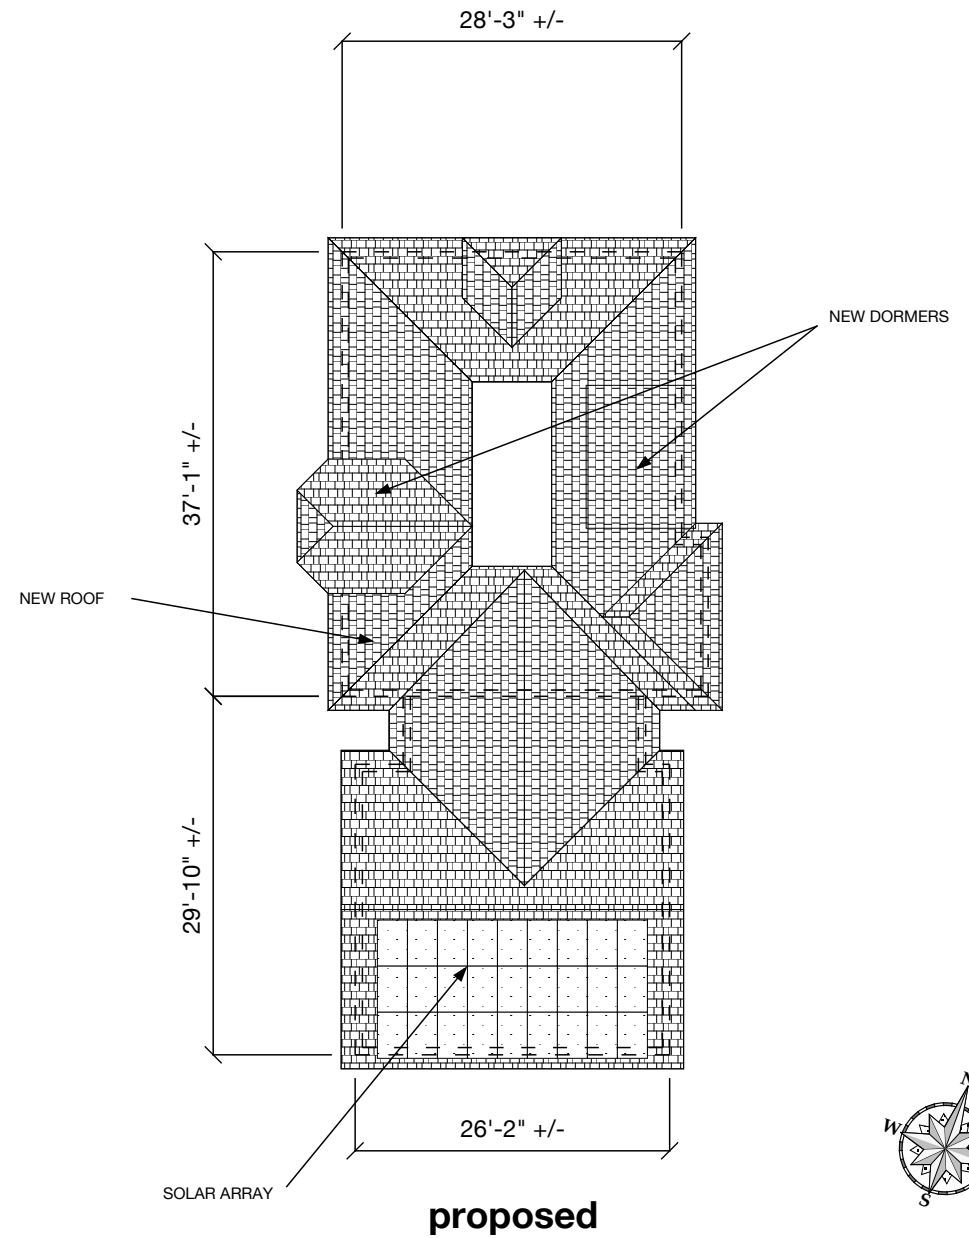 28'-3" +/-
NEW DORMERS
37'-1" +/-
NEW ROOF
29'-10" +/-
26'-2" +/-
SOLAR ARRAY
proposed
N
W
S